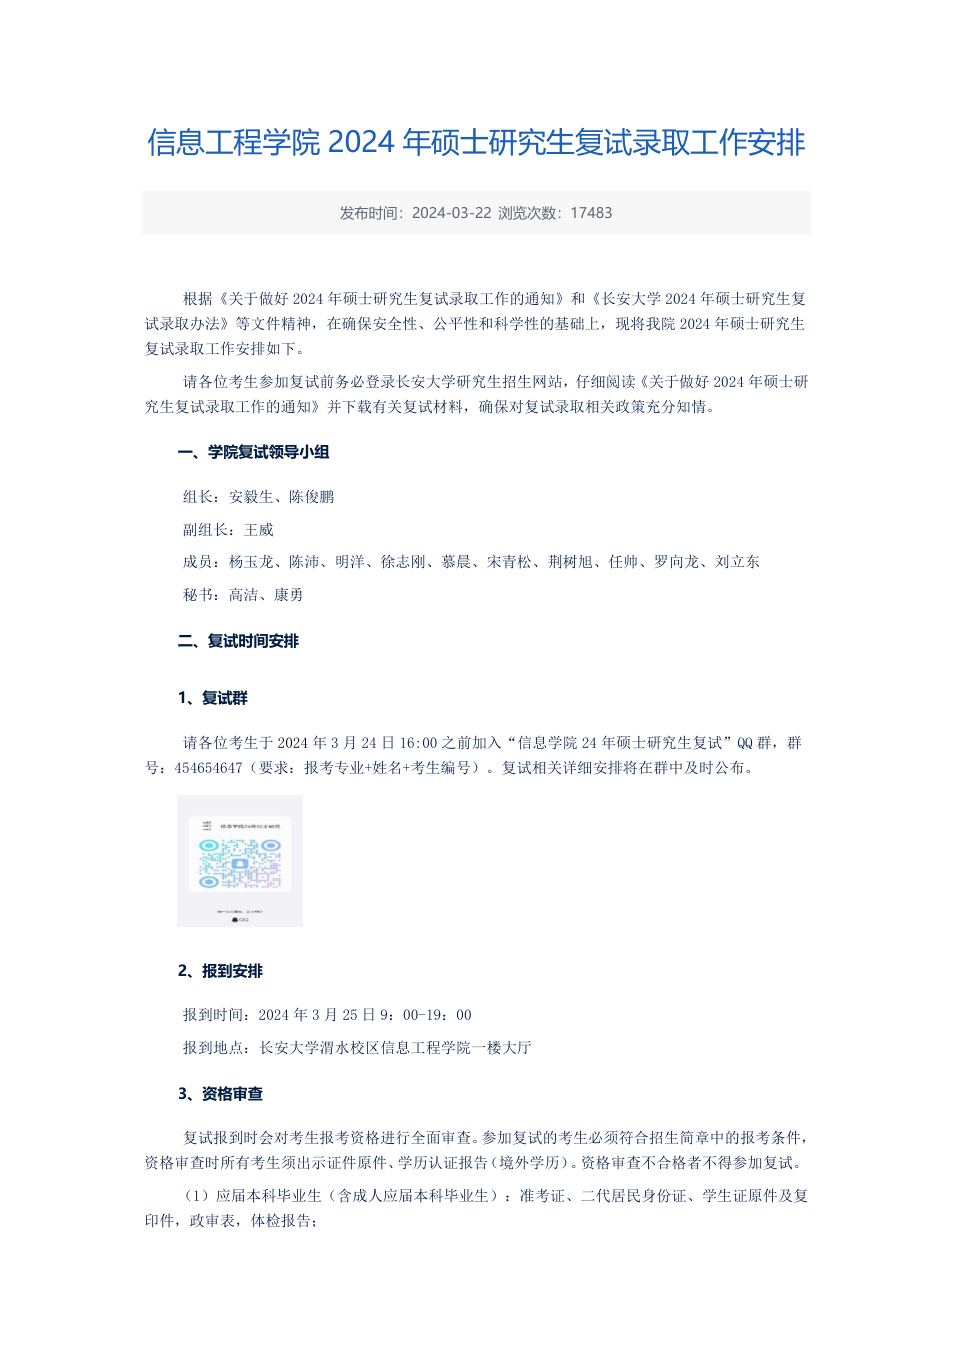 信息工程学院 2024 年硕士研究生复试录取工作安排
发布时间：2024-03-22 浏览次数：17483
根据《关于做好 2024 年硕士研究生复试录取工作的通知》和《长安大学 2024 年硕士研究生复
试录取办法》等文件精神，在确保安全性、公平性和科学性的基础上，现将我院 2024 年硕士研究生
复试录取工作安排如下。
请各位考生参加复试前务必登录长安大学研究生招生网站，仔细阅读《关于做好 2024 年硕士研
究生复试录取工作的通知》并下载有关复试材料，确保对复试录取相关政策充分知情。
一、学院复试领导小组
组长：安毅生、陈俊鹏
副组长：王威
成员：杨玉龙、陈沛、明洋、徐志刚、慕晨、宋青松、荆树旭、任帅、罗向龙、刘立东
秘书：高洁、康勇
二、复试时间安排
1、复试群
请各位考生于 2024 年 3 月 24 日 16:00 之前加入“信息学院 24 年硕士研究生复试”QQ 群，群
号：454654647（要求：报考专业+姓名+考生编号）。复试相关详细安排将在群中及时公布。
信息学院24年硕士研究
QQ
2、报到安排
报到时间：2024 年 3 月 25 日 9：00-19：00
报到地点：长安大学渭水校区信息工程学院一楼大厅
3、资格审查
复试报到时会对考生报考资格进行全面审查。参加复试的考生必须符合招生简章中的报考条件，
资格审查时所有考生须出示证件原件、学历认证报告（境外学历）。资格审查不合格者不得参加复试。
（1）应届本科毕业生（含成人应届本科毕业生）：准考证、二代居民身份证、学生证原件及复
印件，政审表，体检报告；